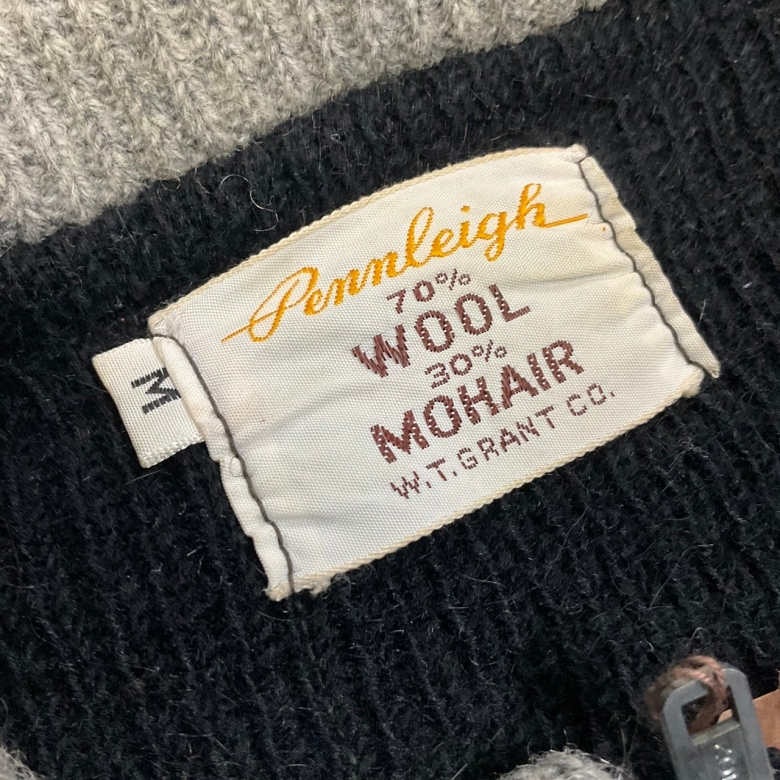 Pennleigh
70%
WOOL
30%
MOHAIR
W.T.GRANT CO.
M